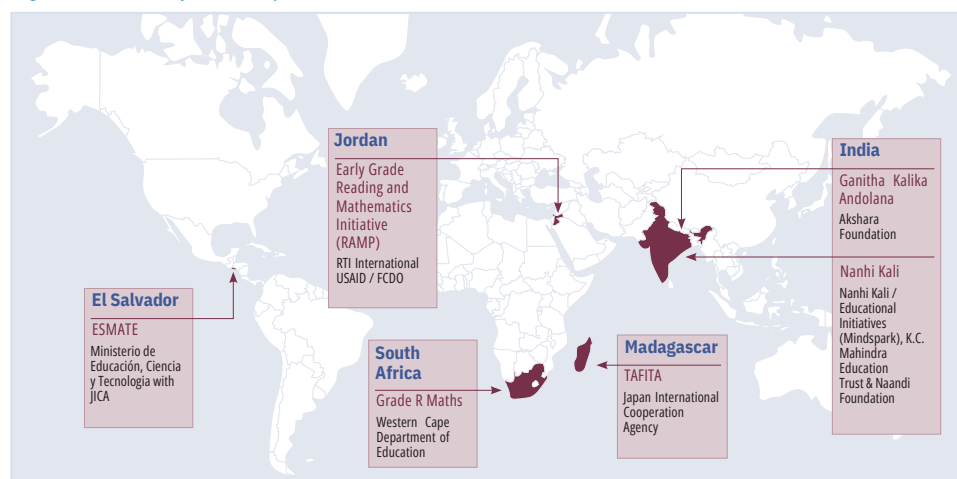 Jordan
Early Grade
Reading and
Mathematics
Initiative
(RAMP)
RTI International
USAID / FCDO
India
Ganitha Kalika
Andolana
Akshara
Foundation
Nanhi Kali
Nanhi Kali /
Educational
Initiatives
(Mindspark), K.C.
Mahindra
Education
Trust & Naandi
Foundation
El Salvador
ESMATE
Ministerio de
Educación, Ciencia
y Tecnologia with
JICA
South
Africa
Grade R Maths
Western Cape
Department of
Education
Madagascar
TAFITA
Japan International
Cooperation
Agency